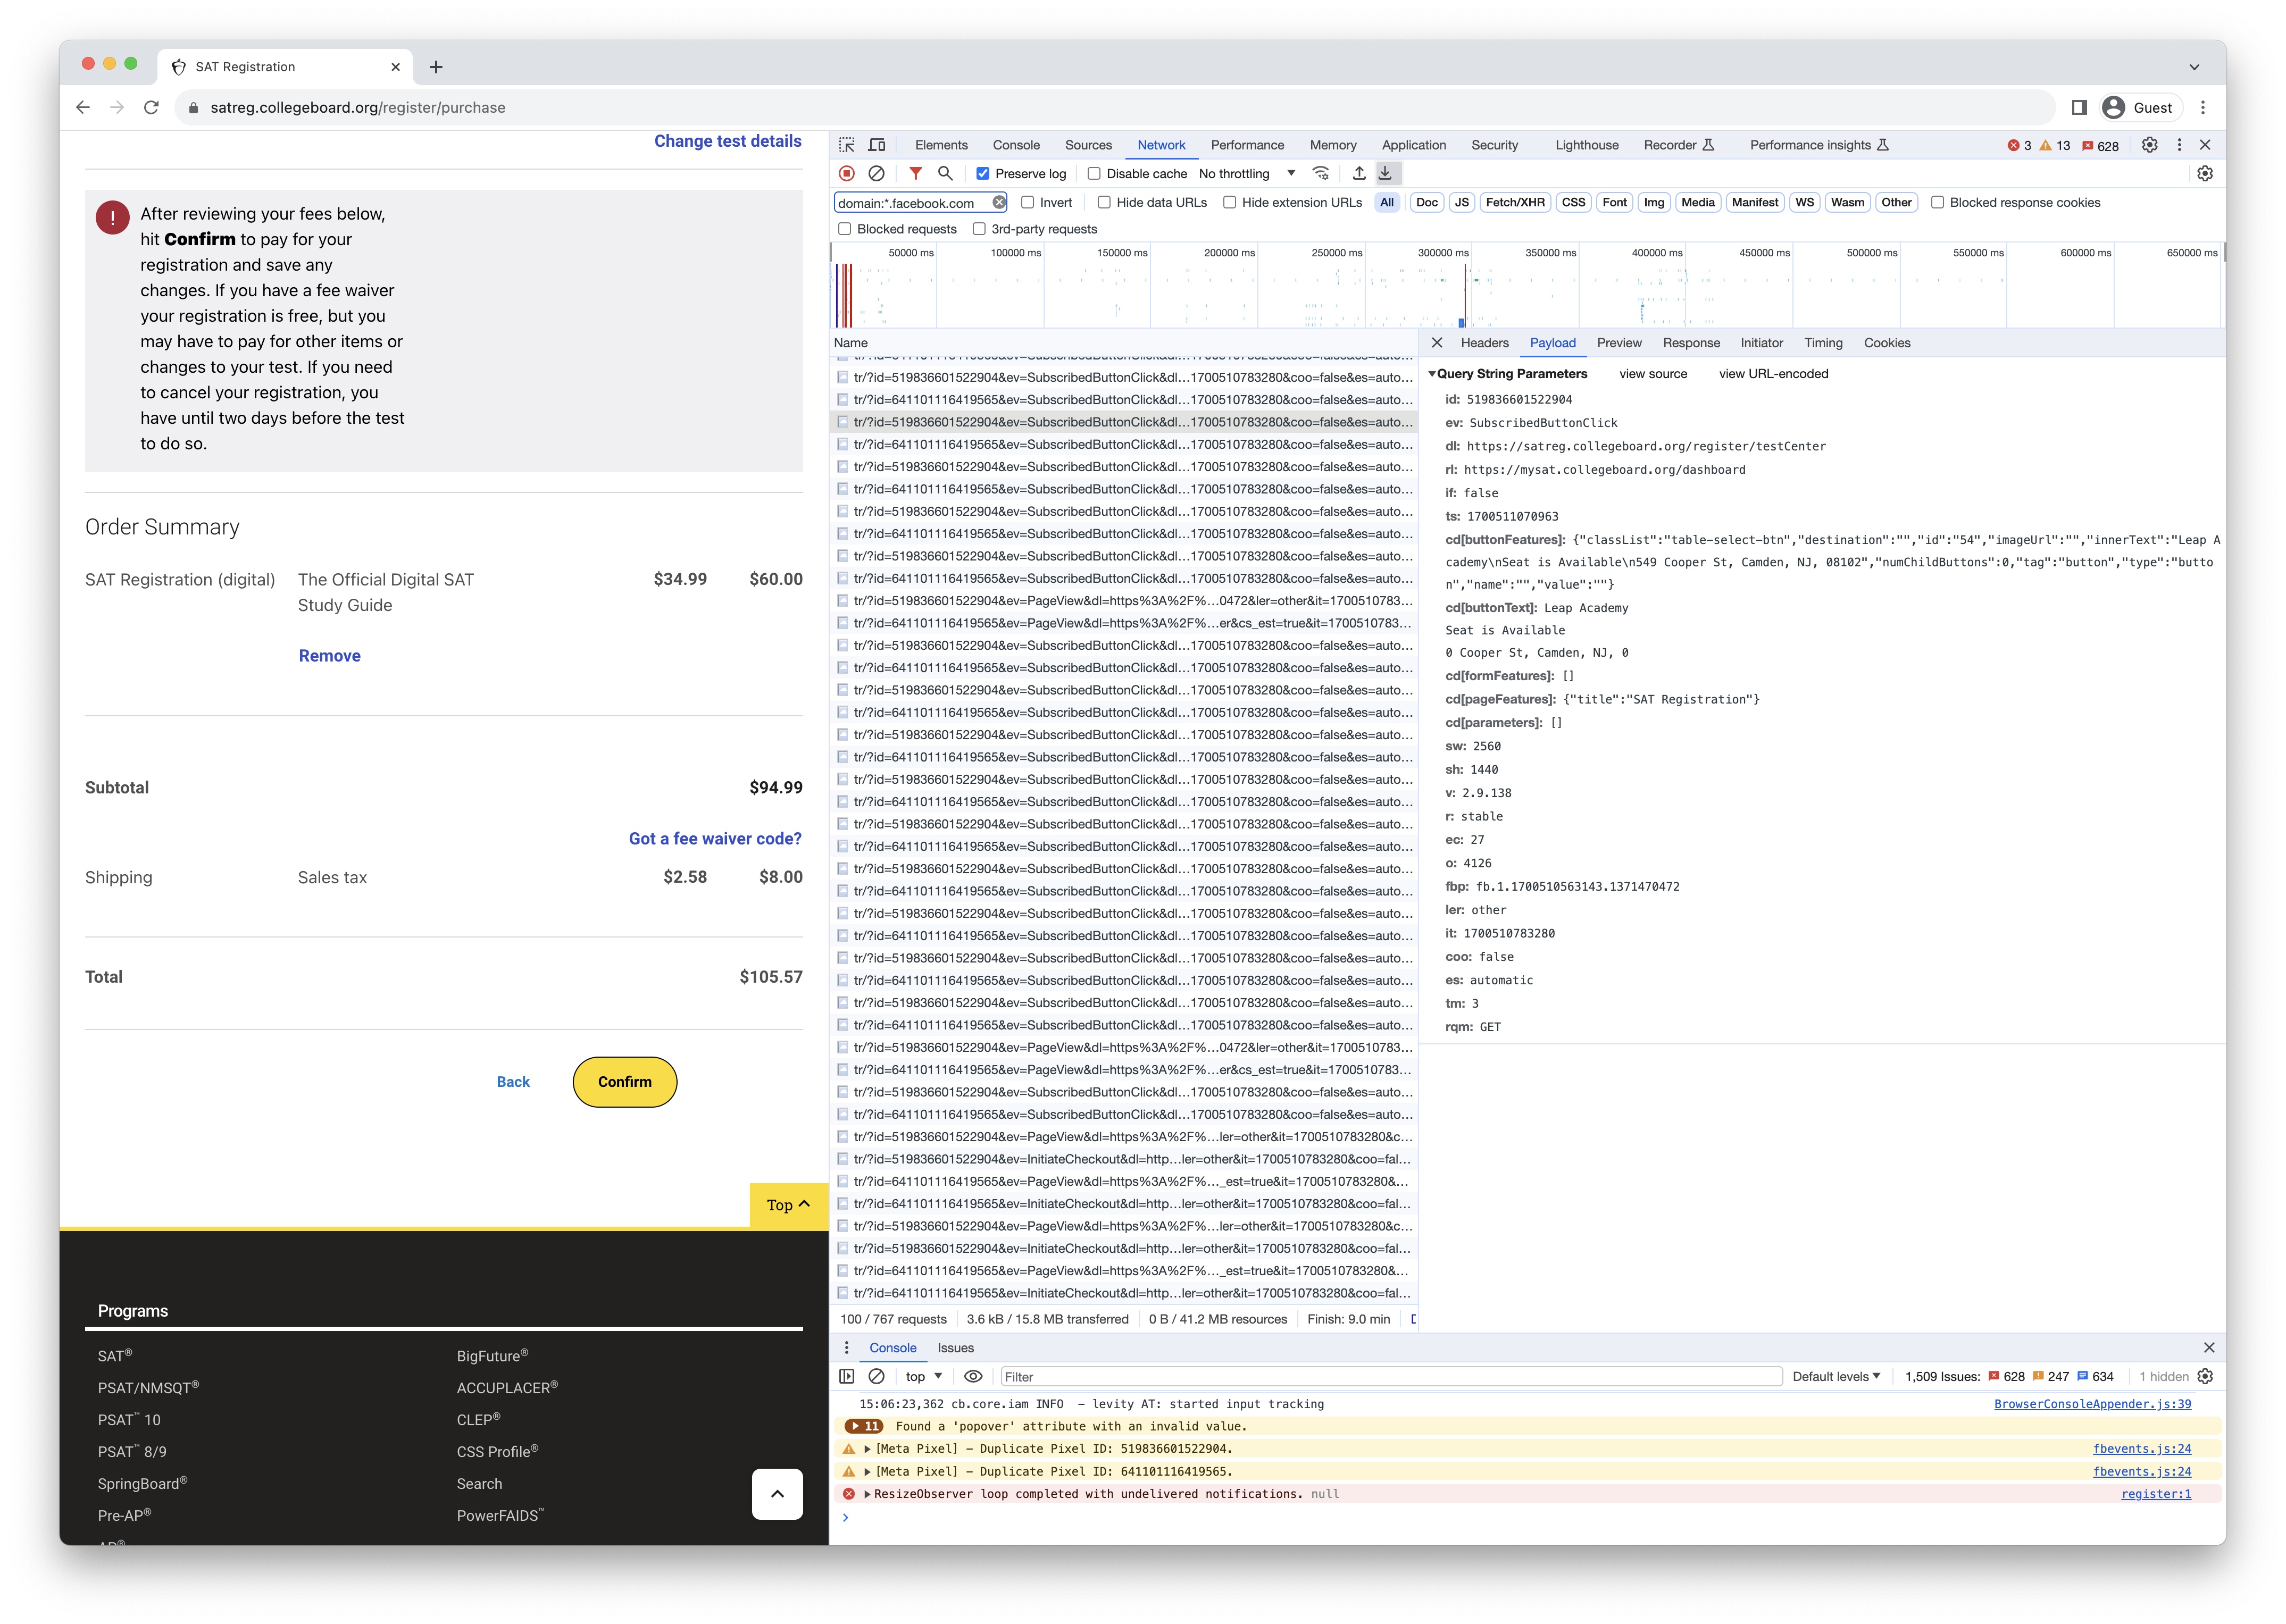 SAT Registration
satreg.collegeboard.org/register/purchase
Guest
Change test details
! After reviewing your fees below,
hit Confirm to pay for your
registration and save any
changes. If you have a fee waiver
your registration is free, but you
may have to pay for other items or
changes to your test. If you need
to cancel your registration, you
have until two days before the test
to do so.
Order Summary
SAT Registration (digital) The Official Digital SAT $34.99 $60.00
Study Guide
Remove
Subtotal $94.99
Got a fee waiver code?
Shipping Sales tax $2.58 $8.00
Total $105.57
Back Confirm
Top
Programs
SAT® BigFuture®
PSAT/NMSQT® ACCUPLACER®
PSAT™ 10 CLEP®
PSAT™ 8/9 CSS Profile®
SpringBoard® Search
Pre-AP® PowerFAIDS™
AP®
Elements Console Sources Network Performance Memory Application Security Lighthouse Recorder Performance insights 3 13 628
Preserve log Disable cache No throttling
domain:*.facebook.com Invert Hide data URLs Hide extension URLs All Doc JS Fetch/XHR CSS Font Img Media Manifest WS Wasm Other Blocked response cookies
Blocked requests 3rd-party requests
50000 ms 100000 ms 150000 ms 200000 ms 250000 ms 300000 ms 350000 ms 400000 ms 450000 ms 500000 ms 550000 ms 600000 ms 650000 ms
Name
tr/?id=519836601522904&ev=SubscribedButtonClick&dl…1700510783280&coo=false&es=auto…
tr/?id=641101116419565&ev=SubscribedButtonClick&dl…1700510783280&coo=false&es=auto…
tr/?id=519836601522904&ev=SubscribedButtonClick&dl…1700510783280&coo=false&es=auto…
tr/?id=641101116419565&ev=SubscribedButtonClick&dl…1700510783280&coo=false&es=auto…
tr/?id=519836601522904&ev=SubscribedButtonClick&dl…1700510783280&coo=false&es=auto…
tr/?id=641101116419565&ev=SubscribedButtonClick&dl…1700510783280&coo=false&es=auto…
tr/?id=519836601522904&ev=SubscribedButtonClick&dl…1700510783280&coo=false&es=auto…
tr/?id=641101116419565&ev=SubscribedButtonClick&dl…1700510783280&coo=false&es=auto…
tr/?id=519836601522904&ev=SubscribedButtonClick&dl…1700510783280&coo=false&es=auto…
tr/?id=641101116419565&ev=SubscribedButtonClick&dl…1700510783280&coo=false&es=auto…
tr/?id=519836601522904&ev=PageView&dl=https%3A%2F%…0472&ler=other&it=1700510783…
tr/?id=641101116419565&ev=PageView&dl=https%3A%2F%…er&cs_est=true&it=1700510783…
tr/?id=519836601522904&ev=SubscribedButtonClick&dl…1700510783280&coo=false&es=auto…
tr/?id=641101116419565&ev=SubscribedButtonClick&dl…1700510783280&coo=false&es=auto…
tr/?id=519836601522904&ev=SubscribedButtonClick&dl…1700510783280&coo=false&es=auto…
tr/?id=641101116419565&ev=SubscribedButtonClick&dl…1700510783280&coo=false&es=auto…
tr/?id=519836601522904&ev=SubscribedButtonClick&dl…1700510783280&coo=false&es=auto…
tr/?id=641101116419565&ev=SubscribedButtonClick&dl…1700510783280&coo=false&es=auto…
tr/?id=519836601522904&ev=SubscribedButtonClick&dl…1700510783280&coo=false&es=auto…
tr/?id=641101116419565&ev=SubscribedButtonClick&dl…1700510783280&coo=false&es=auto…
tr/?id=519836601522904&ev=SubscribedButtonClick&dl…1700510783280&coo=false&es=auto…
tr/?id=641101116419565&ev=SubscribedButtonClick&dl…1700510783280&coo=false&es=auto…
tr/?id=519836601522904&ev=SubscribedButtonClick&dl…1700510783280&coo=false&es=auto…
tr/?id=641101116419565&ev=SubscribedButtonClick&dl…1700510783280&coo=false&es=auto…
tr/?id=519836601522904&ev=SubscribedButtonClick&dl…1700510783280&coo=false&es=auto…
tr/?id=641101116419565&ev=SubscribedButtonClick&dl…1700510783280&coo=false&es=auto…
tr/?id=519836601522904&ev=SubscribedButtonClick&dl…1700510783280&coo=false&es=auto…
tr/?id=641101116419565&ev=SubscribedButtonClick&dl…1700510783280&coo=false&es=auto…
tr/?id=519836601522904&ev=SubscribedButtonClick&dl…1700510783280&coo=false&es=auto…
tr/?id=641101116419565&ev=SubscribedButtonClick&dl…1700510783280&coo=false&es=auto…
tr/?id=519836601522904&ev=PageView&dl=https%3A%2F%…0472&ler=other&it=1700510783…
tr/?id=641101116419565&ev=PageView&dl=https%3A%2F%…er&cs_est=true&it=1700510783…
tr/?id=519836601522904&ev=SubscribedButtonClick&dl…1700510783280&coo=false&es=auto…
tr/?id=641101116419565&ev=SubscribedButtonClick&dl…1700510783280&coo=false&es=auto…
tr/?id=519836601522904&ev=PageView&dl=https%3A%2F%…ler=other&it=1700510783280&c…
tr/?id=519836601522904&ev=InitiateCheckout&dl=http…ler=other&it=1700510783280&coo=fal…
tr/?id=641101116419565&ev=PageView&dl=https%3A%2F%…_est=true&it=1700510783280&…
tr/?id=641101116419565&ev=InitiateCheckout&dl=http…ler=other&it=1700510783280&coo=fal…
tr/?id=519836601522904&ev=PageView&dl=https%3A%2F%…ler=other&it=1700510783280&c…
tr/?id=519836601522904&ev=InitiateCheckout&dl=http…ler=other&it=1700510783280&coo=fal…
tr/?id=641101116419565&ev=PageView&dl=https%3A%2F%…_est=true&it=1700510783280&…
tr/?id=641101116419565&ev=InitiateCheckout&dl=http…ler=other&it=1700510783280&coo=fal…
100 / 767 requests 3.6 kB / 15.8 MB transferred 0 B / 41.2 MB resources Finish: 9.0 min
Headers Payload Preview Response Initiator Timing Cookies
Query String Parameters view source view URL-encoded
id: 519836601522904
ev: SubscribedButtonClick
dl: https://satreg.collegeboard.org/register/testCenter
rl: https://mysat.collegeboard.org/dashboard
if: false
ts: 1700511070963
cd[buttonFeatures]: {"classList":"table-select-btn","destination":"","id":"54","imageUrl":"","innerText":"Leap A
cademy\nSeat is Available\n549 Cooper St, Camden, NJ, 08102","numChildButtons":0,"tag":"button","type":"butto
n","name":"","value":""}
cd[buttonText]: Leap Academy
Seat is Available
0 Cooper St, Camden, NJ, 0
cd[formFeatures]: []
cd[pageFeatures]: {"title":"SAT Registration"}
cd[parameters]: []
sw: 2560
sh: 1440
v: 2.9.138
r: stable
ec: 27
o: 4126
fbp: fb.1.1700510563143.1371470472
ler: other
it: 1700510783280
coo: false
es: automatic
tm: 3
rqm: GET
Console Issues
top Filter Default levels 1,509 Issues: 628 247 634 1 hidden
15:06:23,362 cb.core.iam INFO - levity AT: started input tracking BrowserConsoleAppender.js:39
11 Found a 'popover' attribute with an invalid value.
[Meta Pixel] - Duplicate Pixel ID: 519836601522904. fbevents.js:24
[Meta Pixel] - Duplicate Pixel ID: 641101116419565. fbevents.js:24
ResizeObserver loop completed with undelivered notifications. null register:1